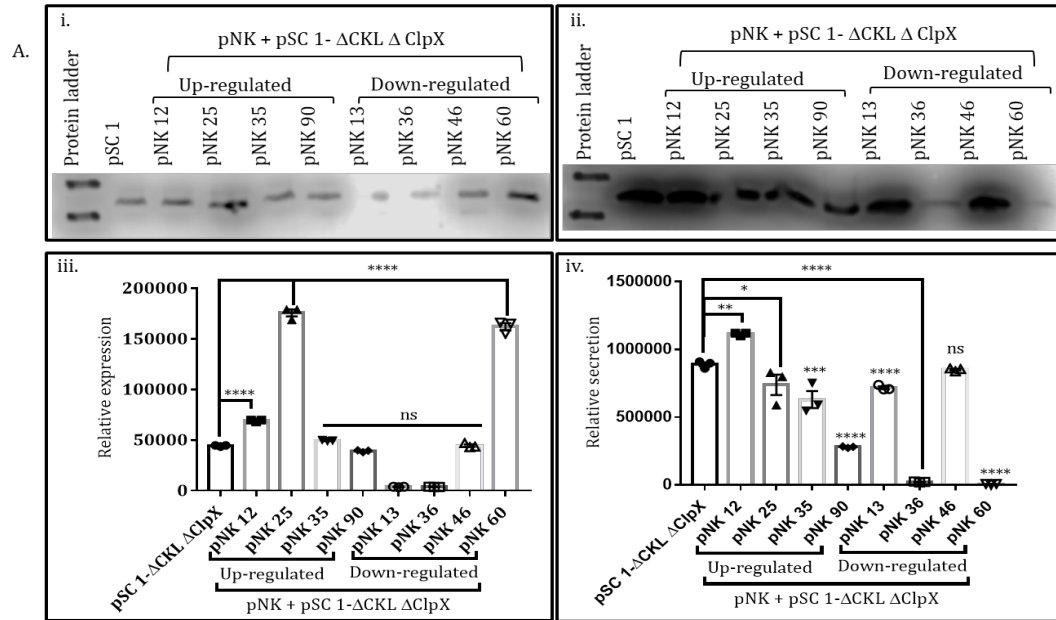 A.
i.
pNK + pSC 1- ΔCKL Δ ClpX
Up-regulated
Down-regulated
Protein ladder
pSC 1
pNK 12
pNK 25
pNK 35
pNK 90
pNK 13
pNK 36
pNK 46
pNK 60
ii.
pNK + pSC 1- ΔCKL Δ ClpX
Up-regulated
Down-regulated
Protein ladder
pSC 1
pNK 12
pNK 25
pNK 35
pNK 90
pNK 13
pNK 36
pNK 46
pNK 60
iii.
Relative expression
200000
150000
100000
50000
0
****
****
ns
pSC 1-ΔCKL ΔClpX
pNK 12
pNK 25
pNK 35
pNK 90
pNK 13
pNK 36
pNK 46
pNK 60
Up-regulated
Down-regulated
pNK + pSC 1-ΔCKL ΔClpX
iv.
Relative secretion
1500000
1000000
500000
0
****
*
**
***
****
****
ns
****
pSC 1-ΔCKL ΔClpX
pNK 12
pNK 25
pNK 35
pNK 90
pNK 13
pNK 36
pNK 46
pNK 60
Up-regulated
Down-regulated
pNK + pSC 1-ΔCKL ΔClpX